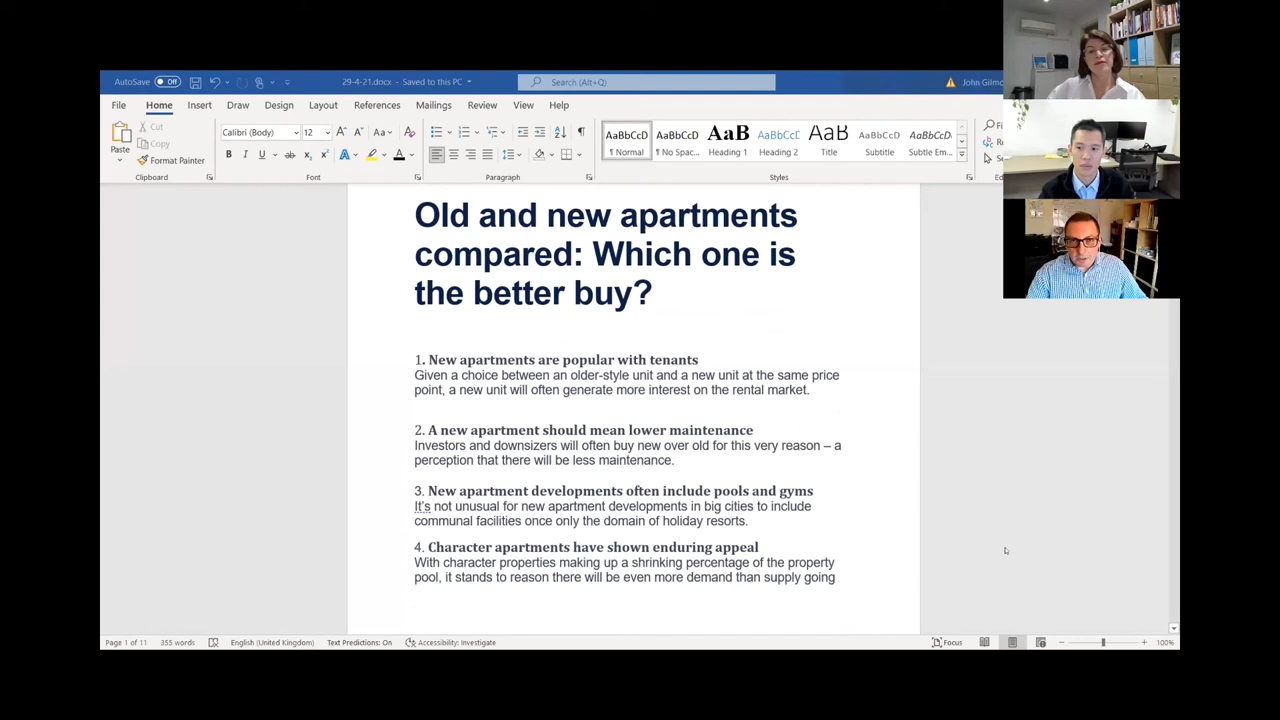 AutoSave Off 29-4-21.docx - Saved to this PC Search (Alt+Q) John Gilmo
File Home Insert Draw Design Layout References Mailings Review View Help
Paste Cut Copy Format Painter
Calibri (Body) 12
AaBbCcD AaBbCcD AaB AaBbCcC AaB AaBbCcD AaBbCcD
¶ Normal ¶ No Spac... Heading 1 Heading 2 Title Subtitle Subtle Em...
Clipboard Font Paragraph Styles
Old and new apartments
compared: Which one is
the better buy?
1. New apartments are popular with tenants
Given a choice between an older-style unit and a new unit at the same price
point, a new unit will often generate more interest on the rental market.
2. A new apartment should mean lower maintenance
Investors and downsizers will often buy new over old for this very reason – a
perception that there will be less maintenance.
3. New apartment developments often include pools and gyms
It's not unusual for new apartment developments in big cities to include
communal facilities once only the domain of holiday resorts.
4. Character apartments have shown enduring appeal
With character properties making up a shrinking percentage of the property
pool, it stands to reason there will be even more demand than supply going
Page 1 of 11 355 words English (United Kingdom) Text Predictions: On Accessibility: Investigate Focus 100%